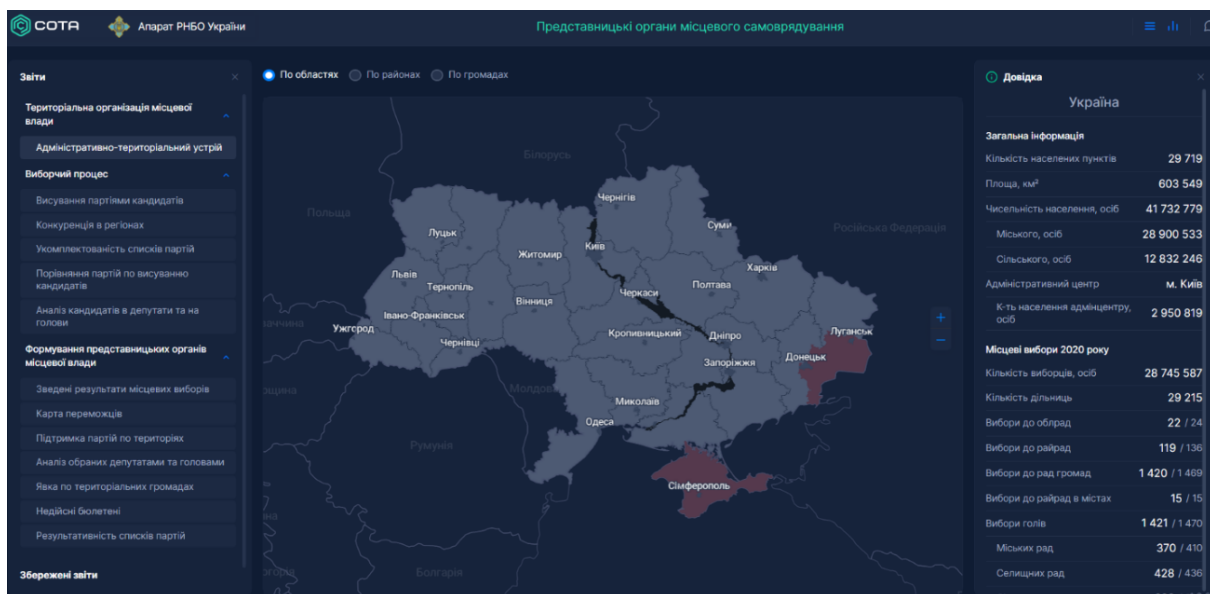 СОТА
Апарат РНБО України
Представницькі органи місцевого самоврядування
Звіти
Територіальна організація місцевої
влади
Адміністративно-територіальний устрій
Виборчий процес
Висування партіями кандидатів
Конкуренція в регіонах
Укомплектованість списків партій
Порівняння партій по висуванню
кандидатів
Аналіз кандидатів в депутати та на
голови
Формування представницьких органів
місцевої влади
Зведені результати місцевих виборів
Карта переможців
Підтримка партій по територіях
Аналіз обраних депутатами та головами
Явка по територіальних громадах
Недійсні бюлетені
Результативність списків партій
Збережені звіти
По областях
По районах
По громадах
Білорусь
Польща
Чернігів
Суми
Російська Федерація
Луцьк
Київ
Житомир
Харків
Львів
Тернопіль
Полтава
Черкаси
Вінниця
Івано-Франківськ
Ужгород
Кропивницький
Дніпро
Луганськ
Чернівці
Донецьк
Запоріжжя
Миколаїв
Одеса
Румунія
Сімферополь
Болгарія
+
−
Довідка
Україна
Загальна інформація
Кількість населених пунктів 29 719
Площа, км² 603 549
Чисельність населення, осіб 41 732 779
Міського, осіб 28 900 533
Сільського, осіб 12 832 246
Адміністративний центр м. Київ
К-ть населення адмінцентру,
осіб 2 950 819
Місцеві вибори 2020 року
Кількість виборців, осіб 28 745 587
Кількість дільниць 29 215
Вибори до облрад 22 / 24
Вибори до райрад 119 / 136
Вибори до рад громад 1 420 / 1 469
Вибори до райрад в містах 15 / 15
Вибори голів 1 421 / 1 470
Міських рад 370 / 410
Селищних рад 428 / 436